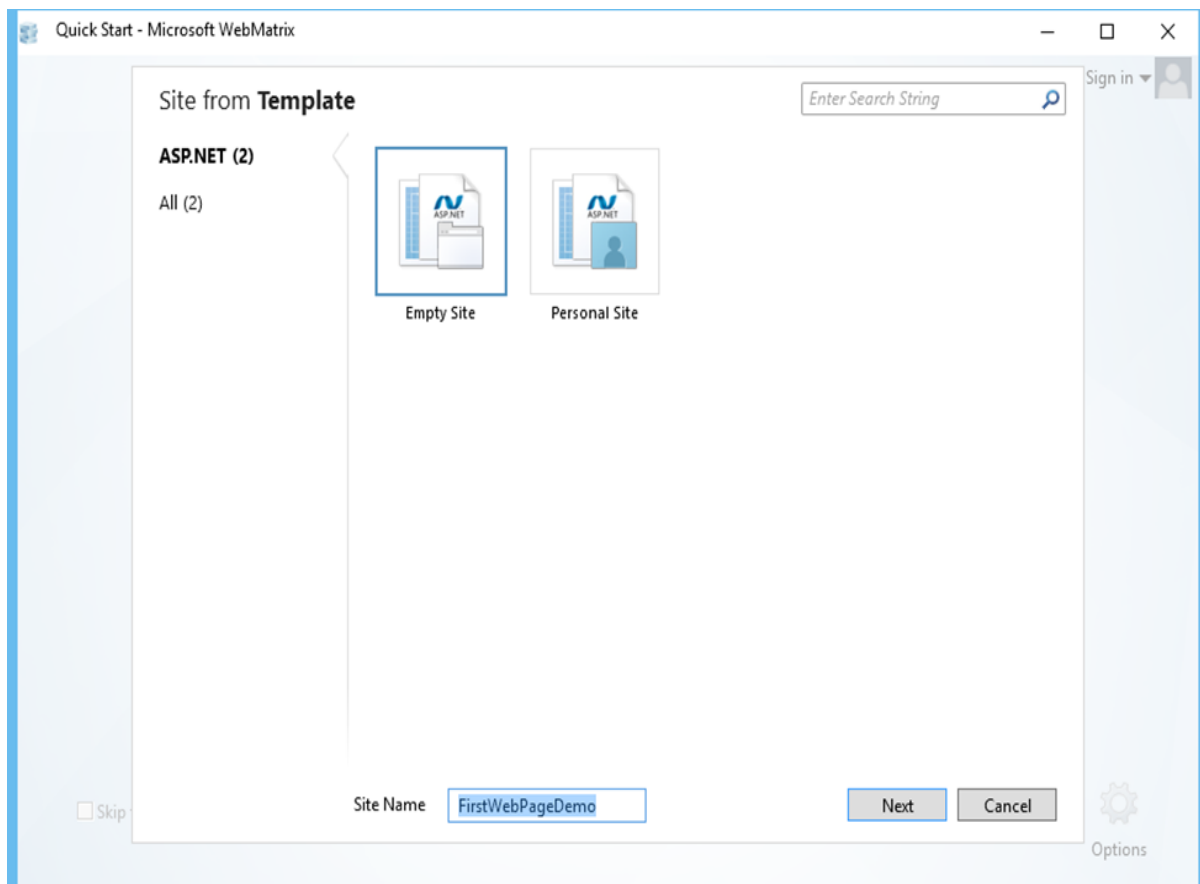 Quick Start - Microsoft WebMatrix
Sign in
Site from Template
Enter Search String
ASP.NET (2)
All (2)
ASP.NET
ASP.NET
Empty Site
Personal Site
Skip
Site Name
FirstWebPageDemo
Next
Cancel
Options